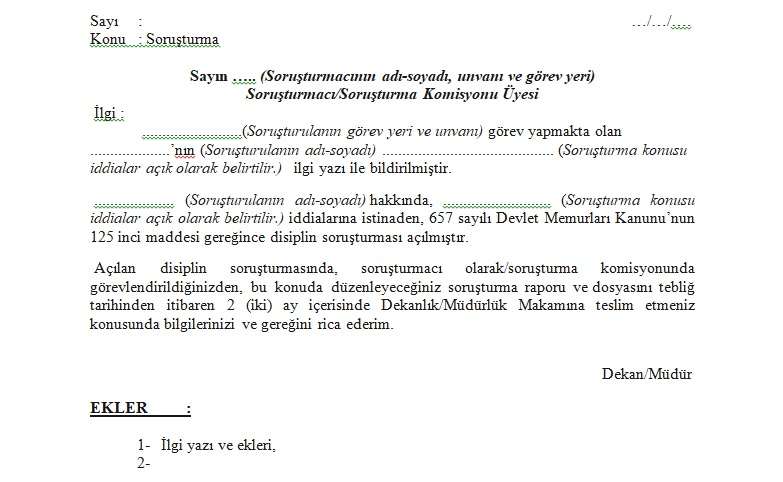 Sayı : .../.../....
Konu : Soruşturma
Sayın ..... (Soruşturmacının adı-soyadı, unvanı ve görev yeri)
Soruşturmacı/Soruşturma Komisyonu Üyesi
İlgi :
.........................(Soruşturulanın görev yeri ve unvanı) görev yapmakta olan
....................’nın (Soruşturulanın adı-soyadı) ........................................... (Soruşturma konusu
iddialar açık olarak belirtilir.) ilgi yazı ile bildirilmiştir.
.................... (Soruşturulanın adı-soyadı) hakkında, ........................... (Soruşturma konusu
iddialar açık olarak belirtilir.) iddialarına istinaden, 657 sayılı Devlet Memurları Kanunu’nun
125 inci maddesi gereğince disiplin soruşturması açılmıştır.
Açılan disiplin soruşturmasında, soruşturmacı olarak/soruşturma komisyonunda
görevlendirildiğinizden, bu konuda düzenleyeceğiniz soruşturma raporu ve dosyasını tebliğ
tarihinden itibaren 2 (iki) ay içerisinde Dekanlık/Müdürlük Makamına teslim etmeniz
konusunda bilgilerinizi ve gereğini rica ederim.
Dekan/Müdür
EKLER :
1- İlgi yazı ve ekleri,
2-